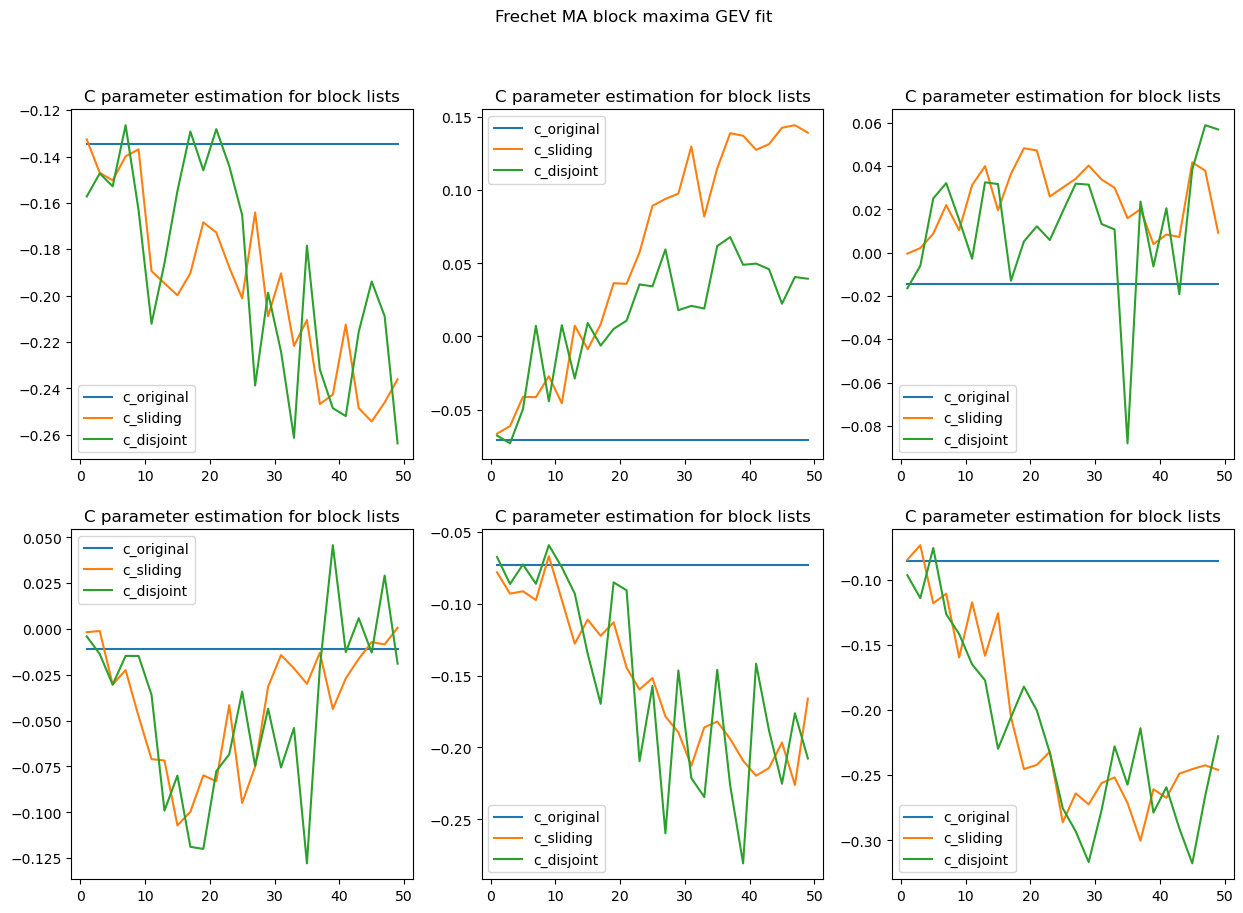 Frechet MA block maxima GEV fit
C parameter estimation for block lists
−0.12
−0.14
−0.16
−0.18
−0.20
−0.22
−0.24
−0.26
c_original
c_sliding
c_disjoint
0 10 20 30 40 50
C parameter estimation for block lists
0.15
0.10
0.05
0.00
−0.05
c_original
c_sliding
c_disjoint
0 10 20 30 40 50
C parameter estimation for block lists
0.06
0.04
0.02
0.00
−0.02
−0.04
−0.06
−0.08
c_original
c_sliding
c_disjoint
0 10 20 30 40 50
C parameter estimation for block lists
0.050
0.025
0.000
−0.025
−0.050
−0.075
−0.100
−0.125
c_original
c_sliding
c_disjoint
0 10 20 30 40 50
C parameter estimation for block lists
−0.05
−0.10
−0.15
−0.20
−0.25
c_original
c_sliding
c_disjoint
0 10 20 30 40 50
C parameter estimation for block lists
−0.10
−0.15
−0.20
−0.25
−0.30
c_original
c_sliding
c_disjoint
0 10 20 30 40 50